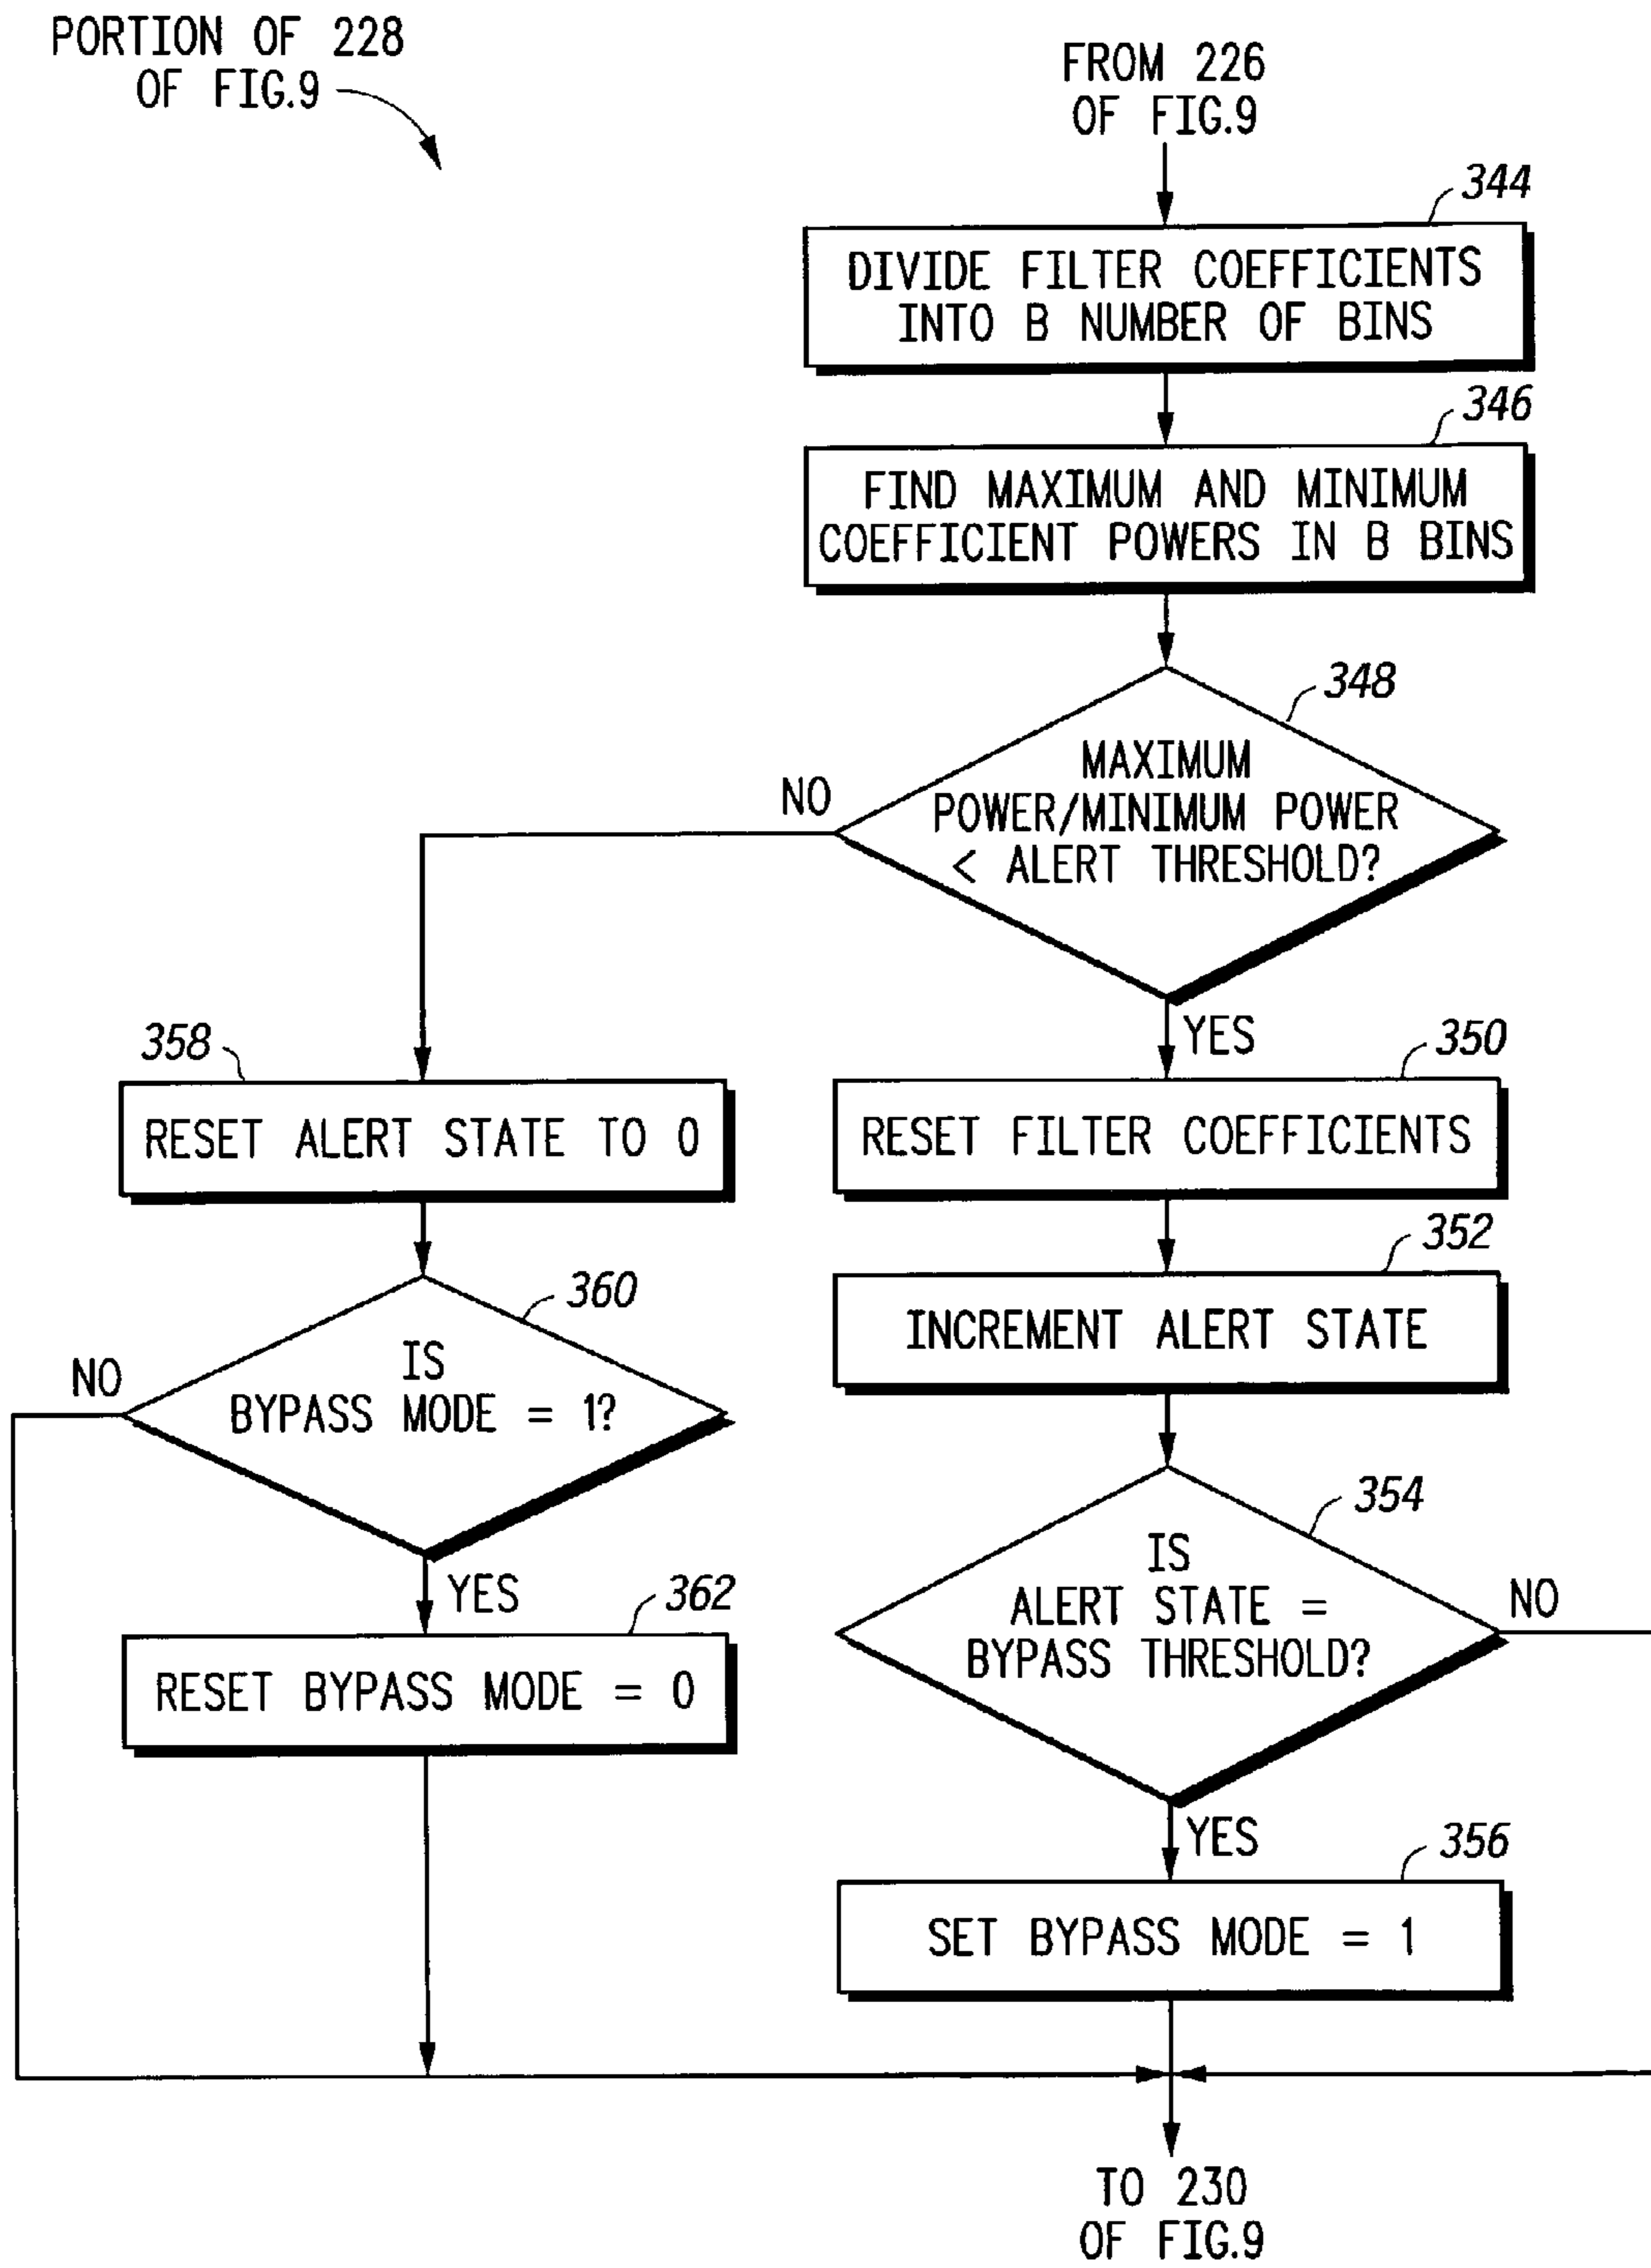 PORTION OF 228
OF FIG.9
FROM 226
OF FIG.9
344
DIVIDE FILTER COEFFICIENTS
INTO B NUMBER OF BINS
346
FIND MAXIMUM AND MINIMUM
COEFFICIENT POWERS IN B BINS
348
MAXIMUM
POWER/MINIMUM POWER
< ALERT THRESHOLD?
NO
YES
358
RESET ALERT STATE TO 0
350
RESET FILTER COEFFICIENTS
352
INCREMENT ALERT STATE
360
IS
BYPASS MODE = 1?
NO
YES
354
IS
ALERT STATE =
BYPASS THRESHOLD?
NO
YES
362
RESET BYPASS MODE = 0
356
SET BYPASS MODE = 1
TO 230
OF FIG.9